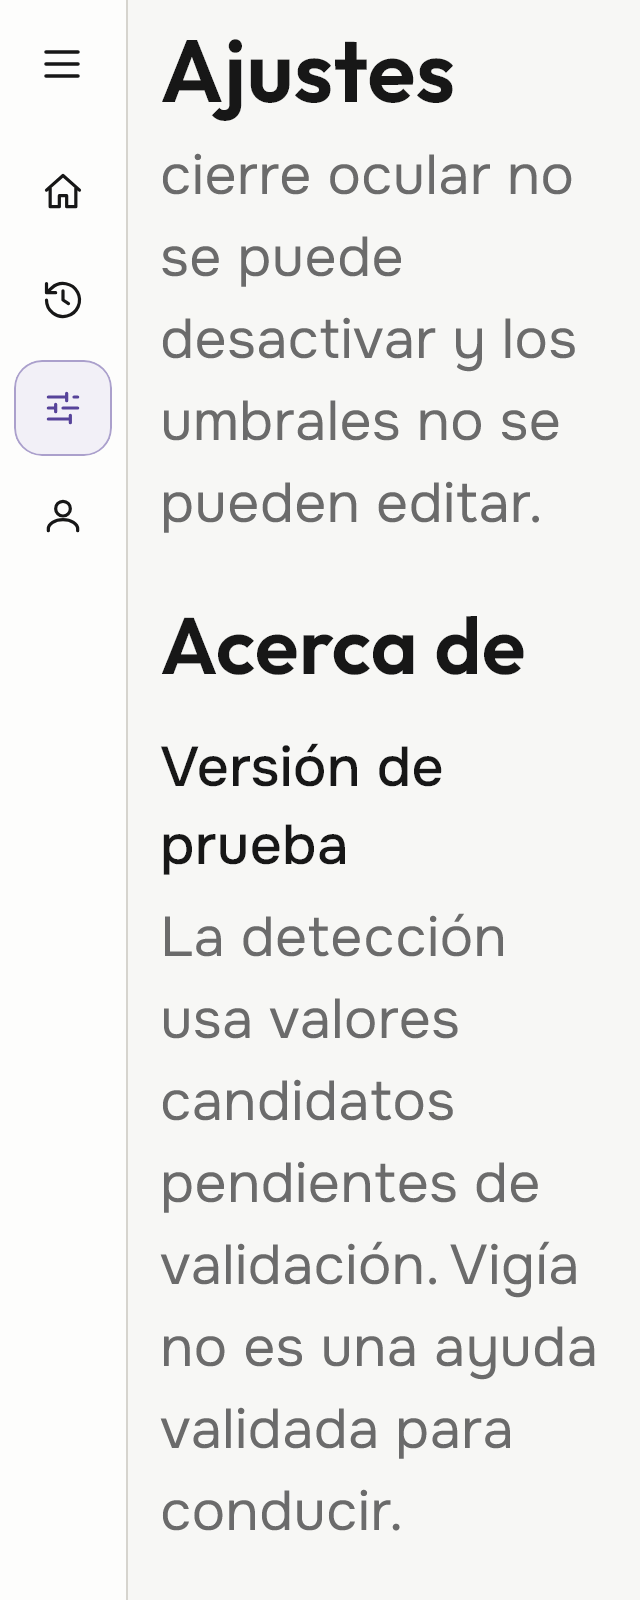 Ajustes
cierre ocular no
se puede
desactivar y los
umbrales no se
pueden editar.
Acerca de
Versión de
prueba
La detección
usa valores
candidatos
pendientes de
validación. Vigía
no es una ayuda
validada para
conducir.